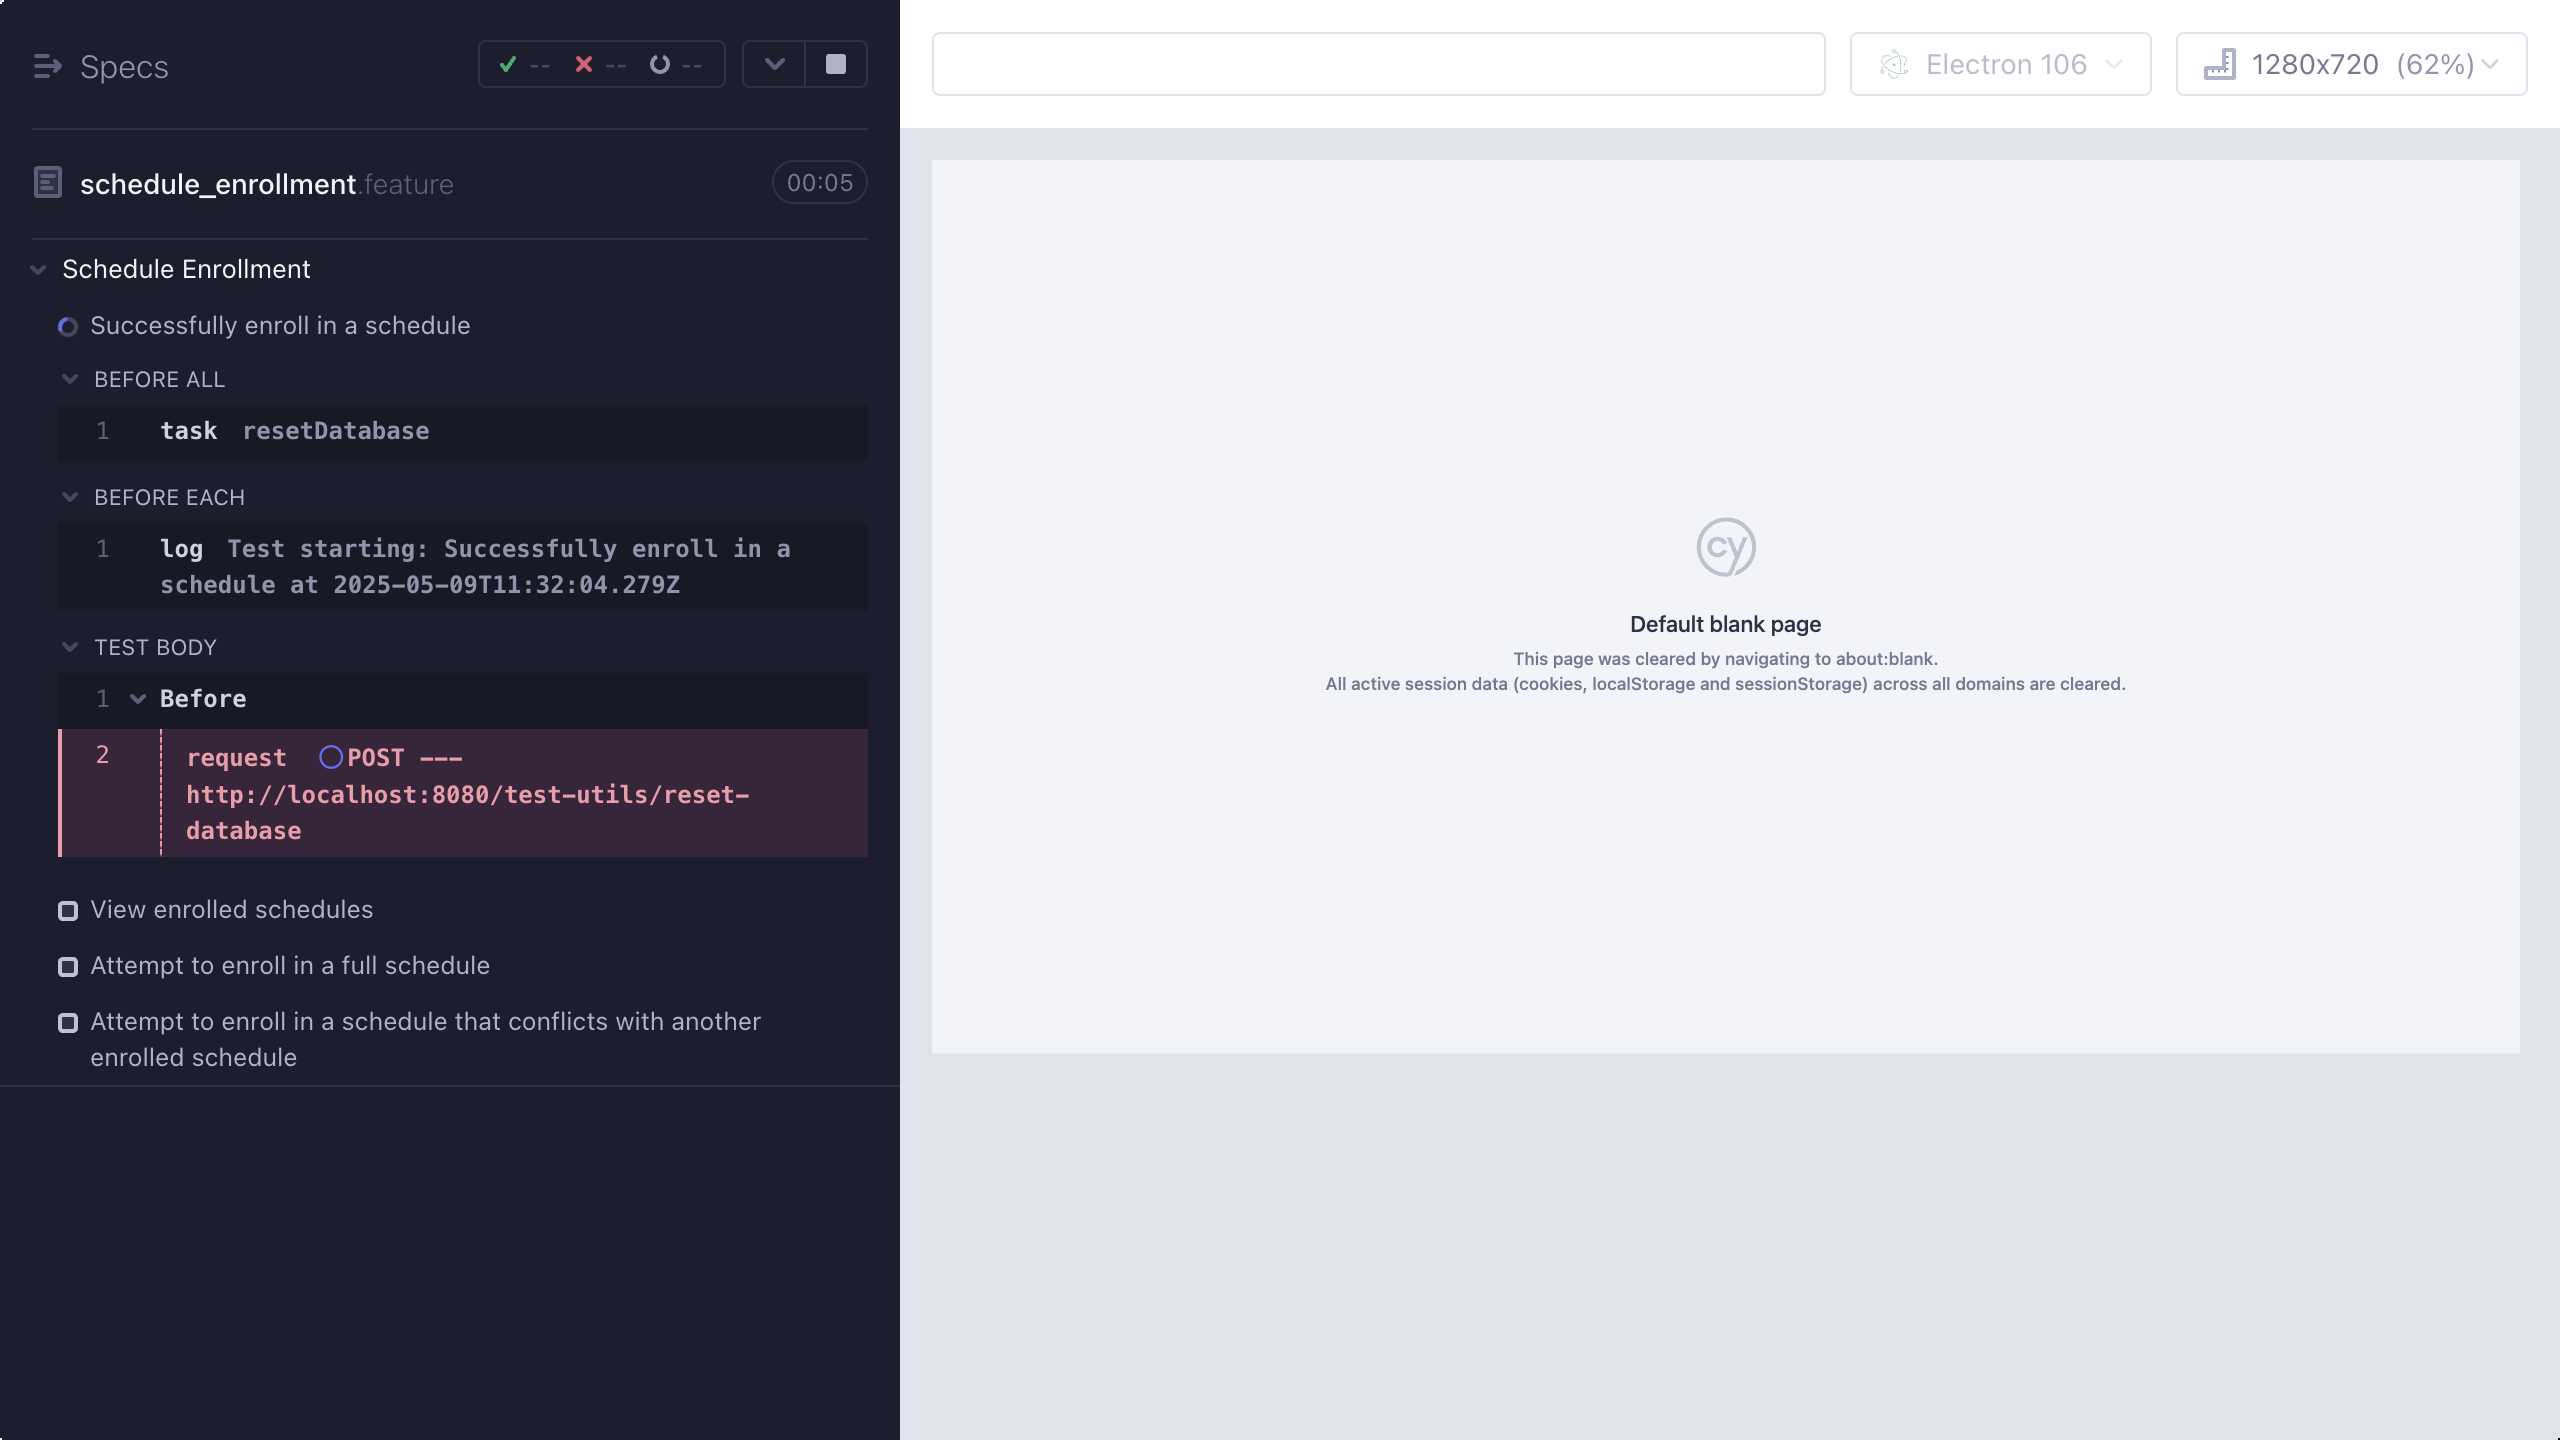 Specs
-- -- --
schedule_enrollment.feature
00:05
Schedule Enrollment
Successfully enroll in a schedule
BEFORE ALL
1 task resetDatabase
BEFORE EACH
1 log Test starting: Successfully enroll in a
schedule at 2025-05-09T11:32:04.279Z
TEST BODY
1 Before
2 request POST ---
http://localhost:8080/test-utils/reset-
database
View enrolled schedules
Attempt to enroll in a full schedule
Attempt to enroll in a schedule that conflicts with another
enrolled schedule
Electron 106
1280x720 (62%)
cy
Default blank page
This page was cleared by navigating to about:blank.
All active session data (cookies, localStorage and sessionStorage) across all domains are cleared.